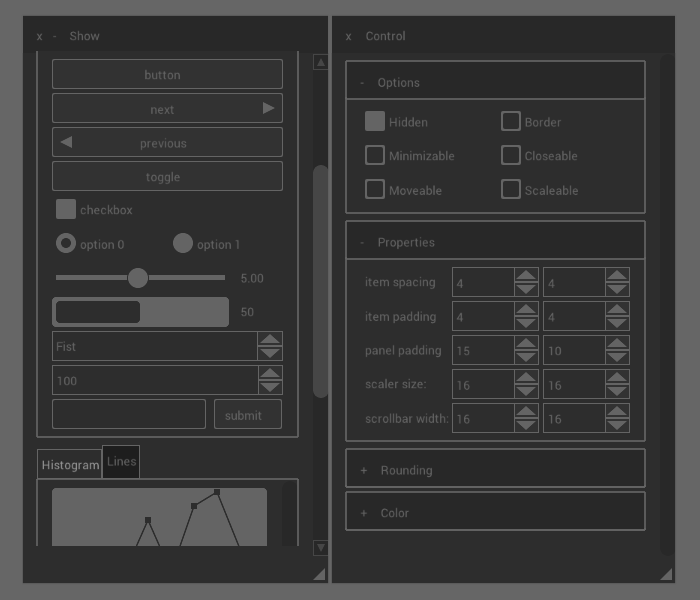 x - Show
button
next
previous
toggle
checkbox
option 0 option 1
5.00
50
Fist
100
submit
Histogram Lines
x Control
- Options
Hidden Border
Minimizable Closeable
Moveable Scaleable
- Properties
item spacing 4 4
item padding 4 4
panel padding 15 10
scaler size: 16 16
scrollbar width: 16 16
+ Rounding
+ Color